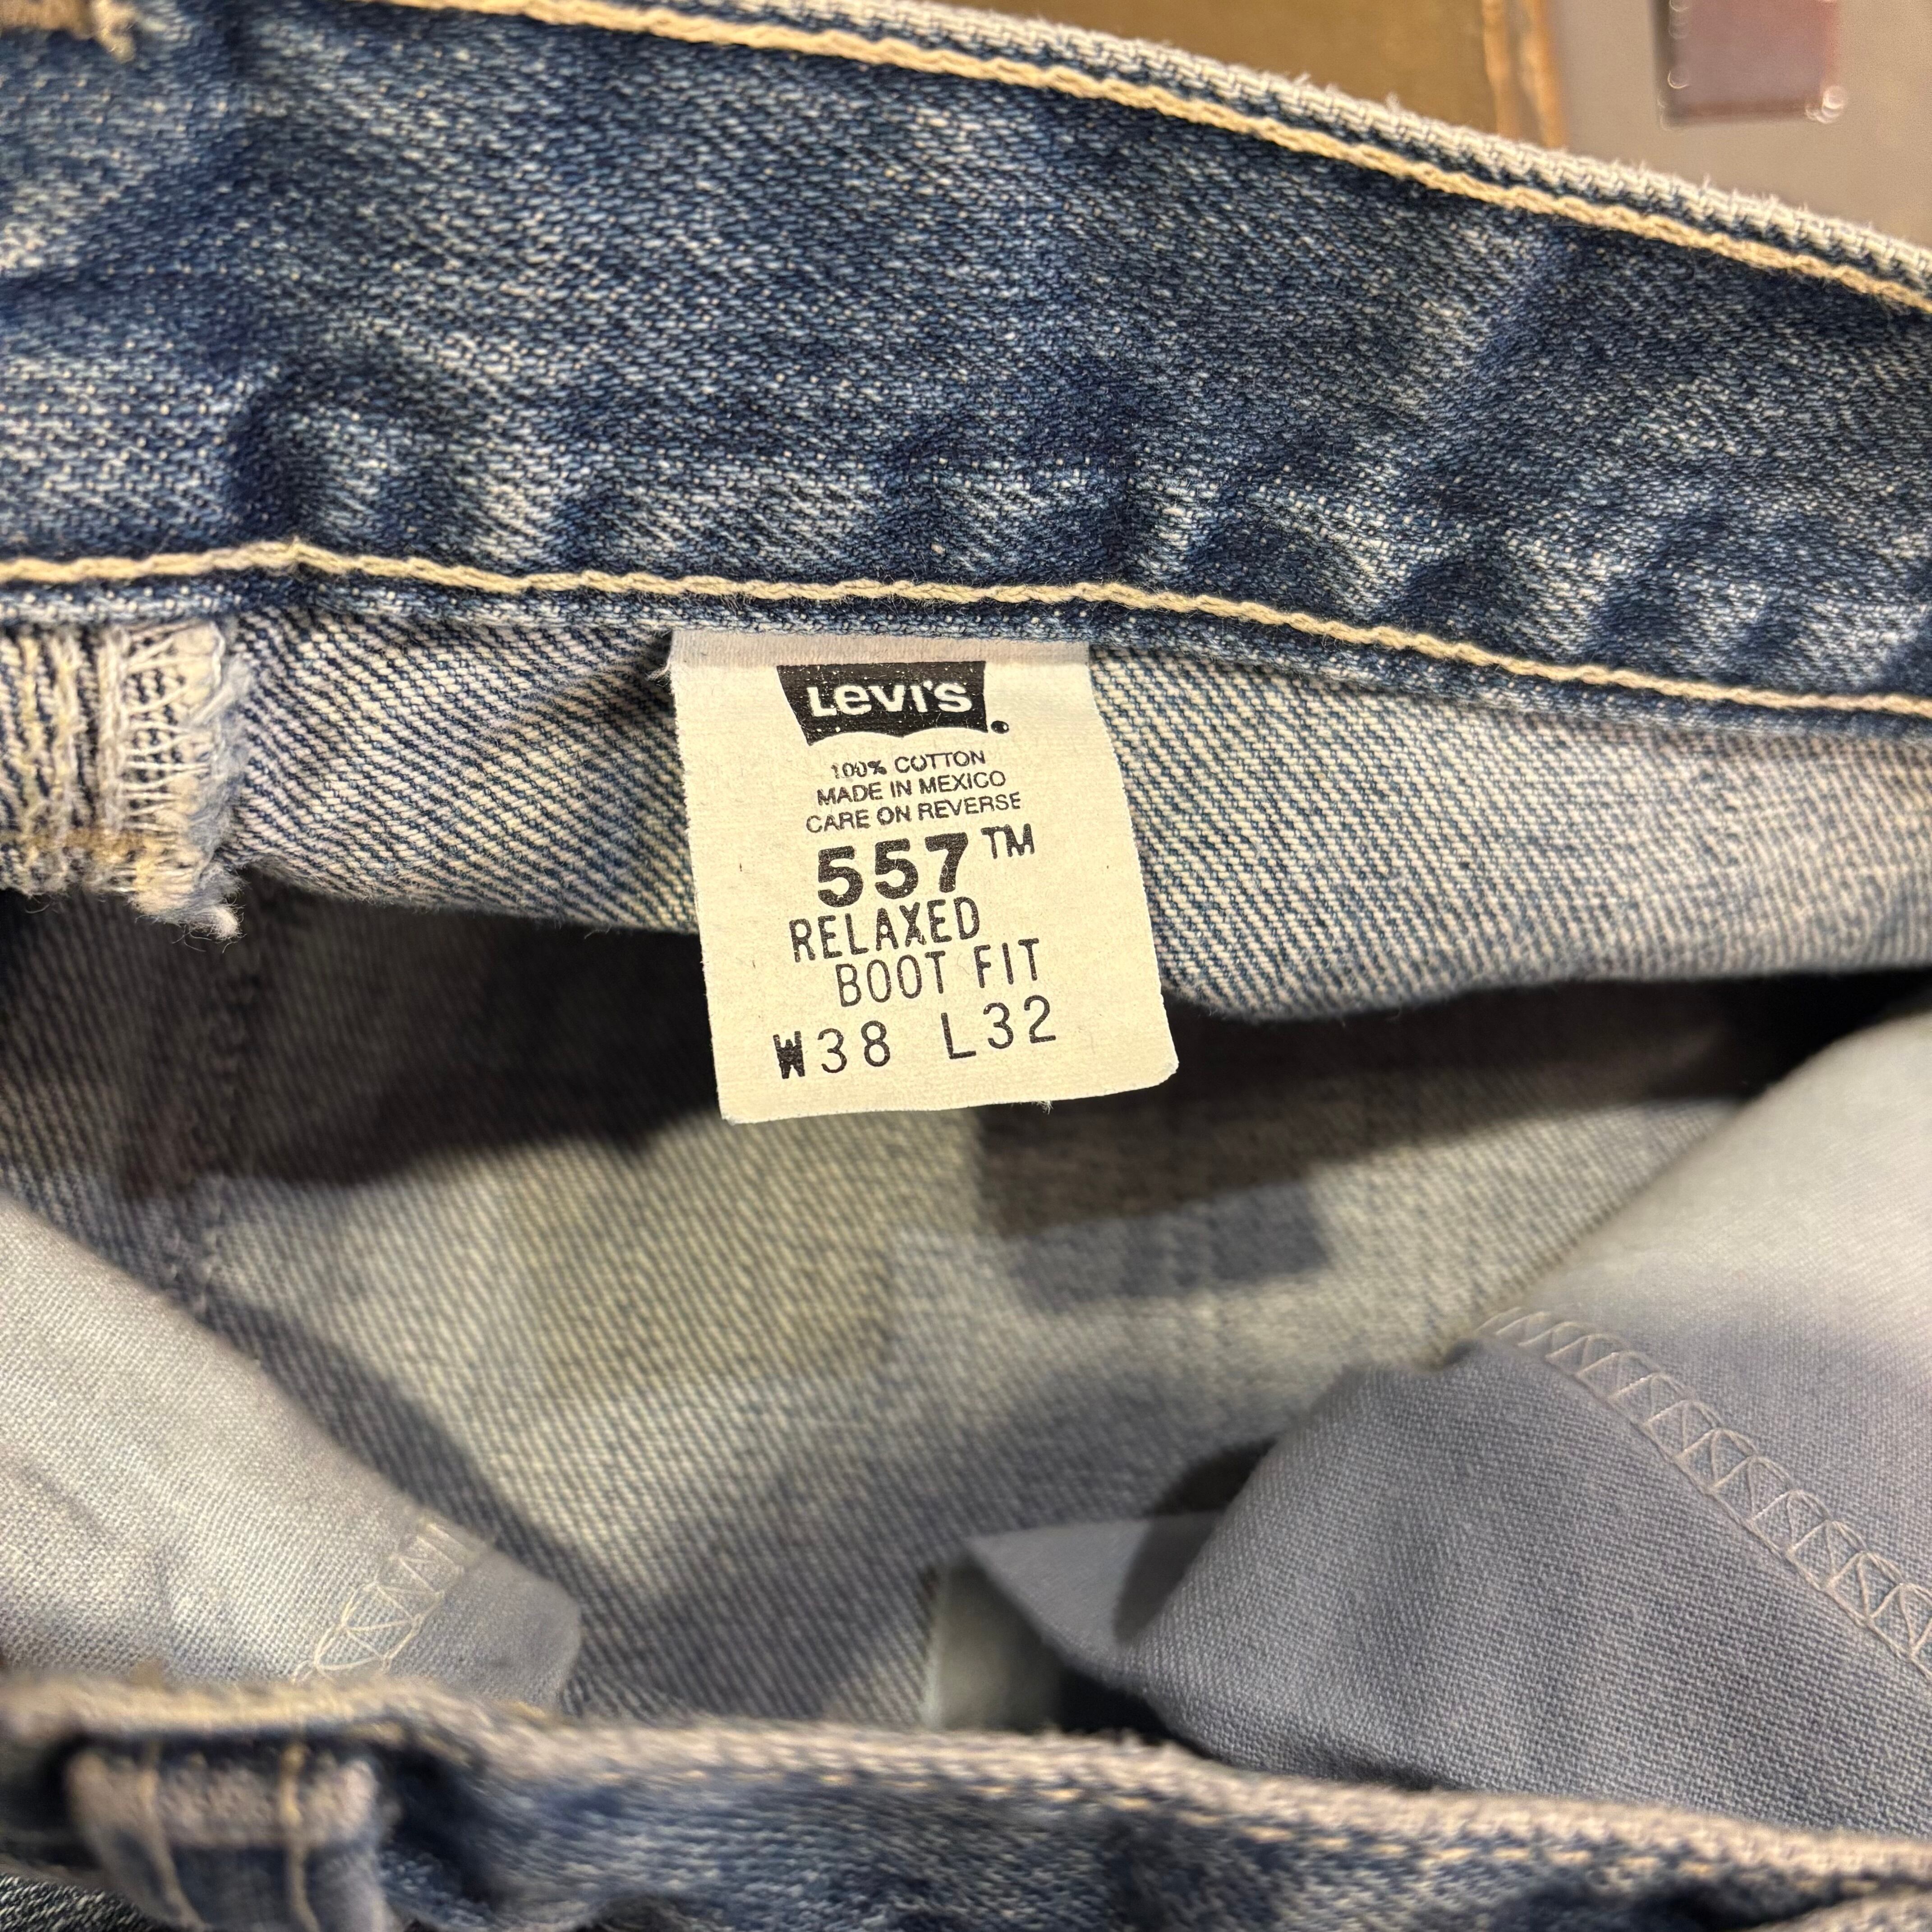 Levi's
100% COTTON
MADE IN MEXICO
CARE ON REVERSE
557™
RELAXED
BOOT FIT
W38 L32